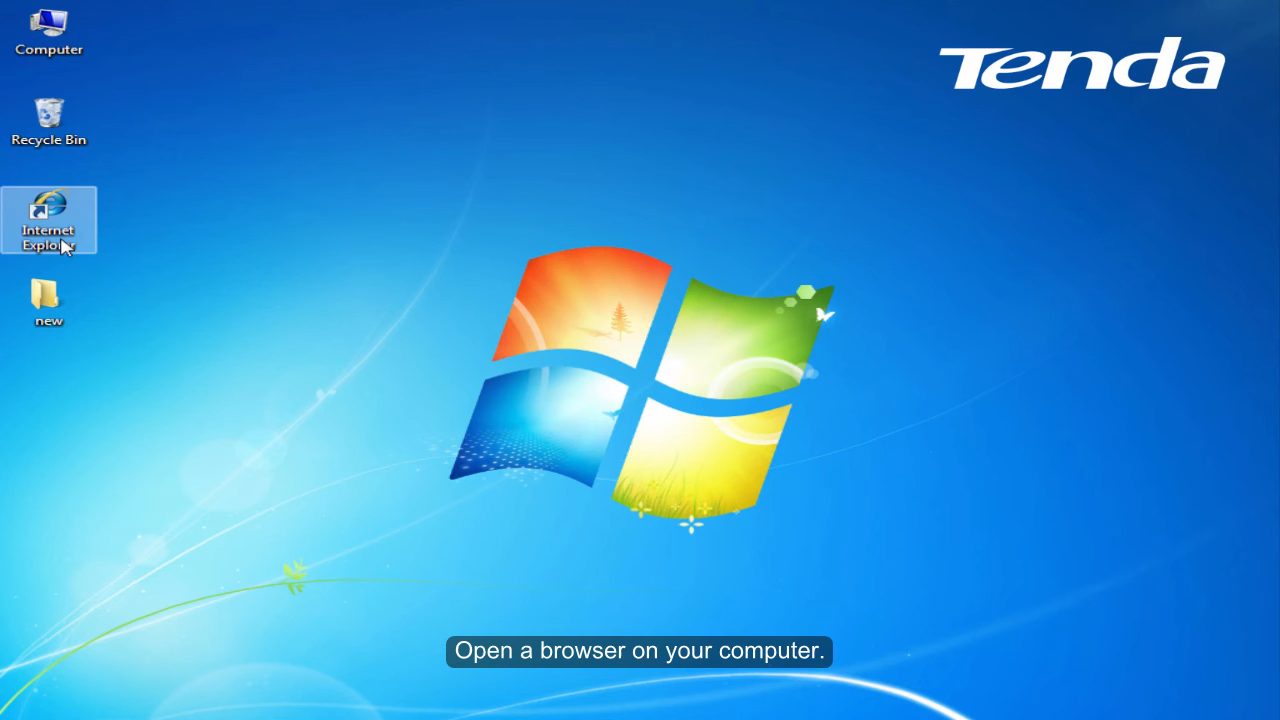 Computer
Tenda
Recycle Bin
Internet
Explorer
new
Open a browser on your computer.